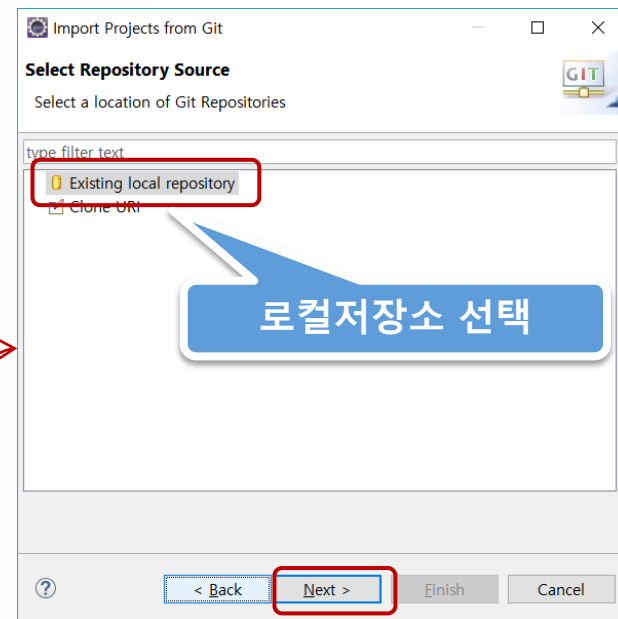 Import Projects from Git
Select Repository Source
Select a location of Git Repositories
GIT
type filter text
Existing local repository
Clone URI
로컬저장소 선택
< Back
Next >
Finish
Cancel